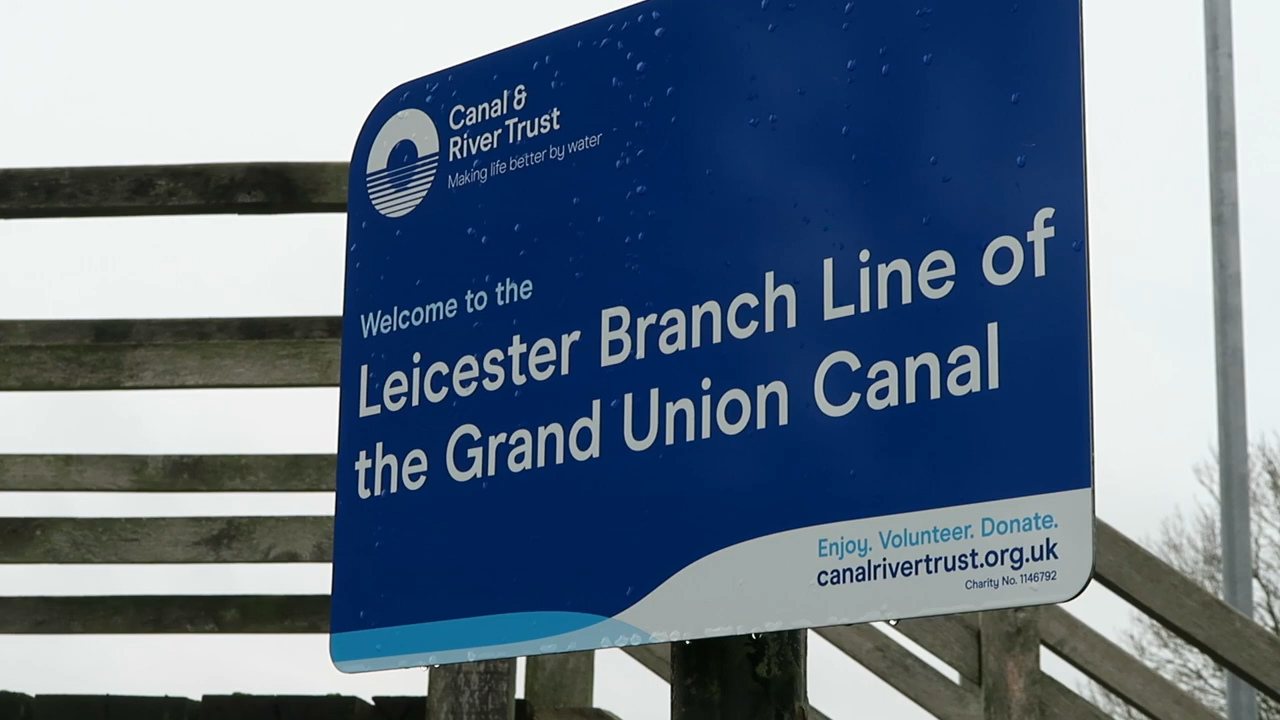 Canal &
River Trust
Making life better by water
Welcome to the
Leicester Branch Line of
the Grand Union Canal
Enjoy. Volunteer. Donate.
canalrivertrust.org.uk
Charity No. 1146792